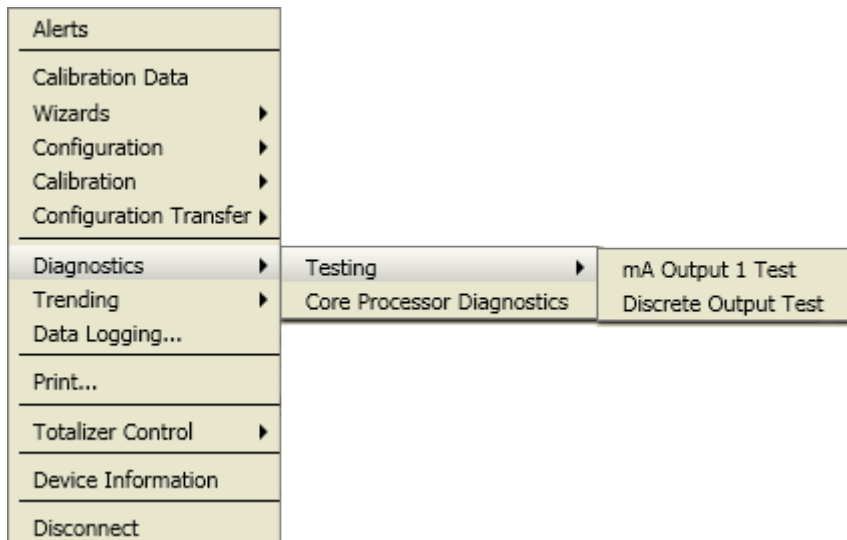 Alerts
Calibration Data
Wizards
Configuration
Calibration
Configuration Transfer
Diagnostics
Trending
Data Logging...
Print...
Totalizer Control
Device Information
Disconnect
Testing
Core Processor Diagnostics
mA Output 1 Test
Discrete Output Test